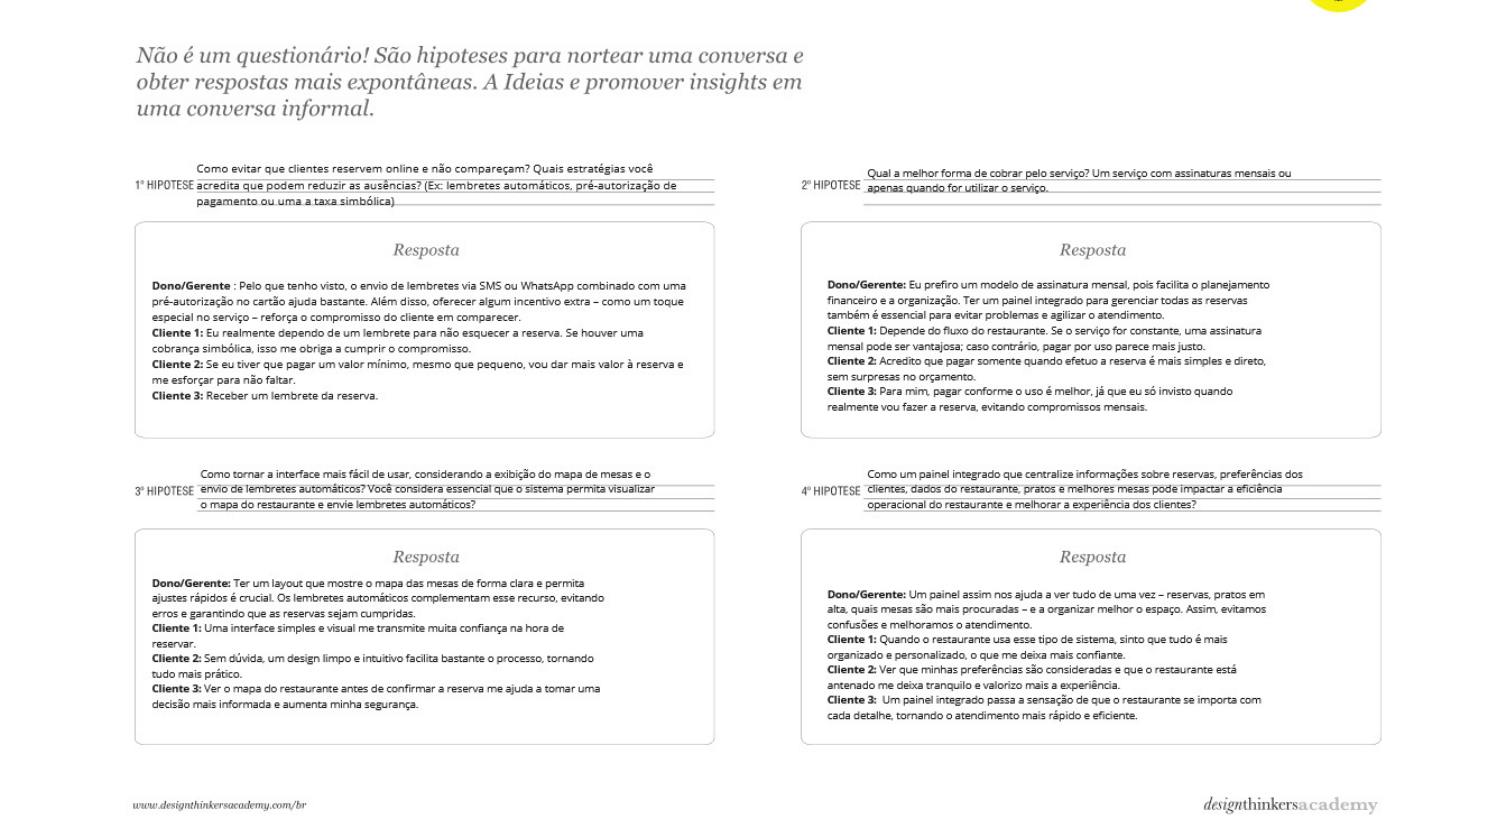 Não é um questionário! São hipoteses para nortear uma conversa e
obter respostas mais expontâneas. A Ideias e promover insights em
uma conversa informal.
1º HIPOTESE
Como evitar que clientes reservem online e não compareçam? Quais estratégias você
acredita que podem reduzir as ausências? (Ex: lembretes automáticos, pré-autorização de
pagamento ou uma a taxa simbólica)
Resposta
Dono/Gerente : Pelo que tenho visto, o envio de lembretes via SMS ou WhatsApp combinado com uma
pré-autorização no cartão ajuda bastante. Além disso, oferecer algum incentivo extra – como um toque
especial no serviço – reforça o compromisso do cliente em comparecer.
Cliente 1: Eu realmente dependo de um lembrete para não esquecer a reserva. Se houver uma
cobrança simbólica, isso me obriga a cumprir o compromisso.
Cliente 2: Se eu tiver que pagar um valor mínimo, mesmo que pequeno, vou dar mais valor à reserva e
me esforçar para não faltar.
Cliente 3: Receber um lembrete da reserva.
2º HIPOTESE
Qual a melhor forma de cobrar pelo serviço? Um serviço com assinaturas mensais ou
apenas quando for utilizar o serviço.
Resposta
Dono/Gerente: Eu prefiro um modelo de assinatura mensal, pois facilita o planejamento
financeiro e a organização. Ter um painel integrado para gerenciar todas as reservas
também é essencial para evitar problemas e agilizar o atendimento.
Cliente 1: Depende do fluxo do restaurante. Se o serviço for constante, uma assinatura
mensal pode ser vantajosa; caso contrário, pagar por uso parece mais justo.
Cliente 2: Acredito que pagar somente quando efetuo a reserva é mais simples e direto,
sem surpresas no orçamento.
Cliente 3: Para mim, pagar conforme o uso é melhor, já que eu só invisto quando
realmente vou fazer a reserva, evitando compromissos mensais.
3º HIPOTESE
Como tornar a interface mais fácil de usar, considerando a exibição do mapa de mesas e o
envio de lembretes automáticos? Você considera essencial que o sistema permita visualizar
o mapa do restaurante e envie lembretes automáticos?
Resposta
Dono/Gerente: Ter um layout que mostre o mapa das mesas de forma clara e permita
ajustes rápidos é crucial. Os lembretes automáticos complementam esse recurso, evitando
erros e garantindo que as reservas sejam cumpridas.
Cliente 1: Uma interface simples e visual me transmite muita confiança na hora de
reservar.
Cliente 2: Sem dúvida, um design limpo e intuitivo facilita bastante o processo, tornando
tudo mais prático.
Cliente 3: Ver o mapa do restaurante antes de confirmar a reserva me ajuda a tomar uma
decisão mais informada e aumenta minha segurança.
4º HIPOTESE
Como um painel integrado que centralize informações sobre reservas, preferências dos
clientes, dados do restaurante, pratos e melhores mesas pode impactar a eficiência
operacional do restaurante e melhorar a experiência dos clientes?
Resposta
Dono/Gerente: Um painel assim nos ajuda a ver tudo de uma vez – reservas, pratos em
alta, quais mesas são mais procuradas – e a organizar melhor o espaço. Assim, evitamos
confusões e melhoramos o atendimento.
Cliente 1: Quando o restaurante usa esse tipo de sistema, sinto que tudo é mais
organizado e personalizado, o que me deixa mais confiante.
Cliente 2: Ver que minhas preferências são consideradas e que o restaurante está
antenado me deixa tranquilo e valorizo mais a experiência.
Cliente 3: Um painel integrado passa a sensação de que o restaurante se importa com
cada detalhe, tornando o atendimento mais rápido e eficiente.
www.designthinkersacademy.com/br
designthinkersacademy